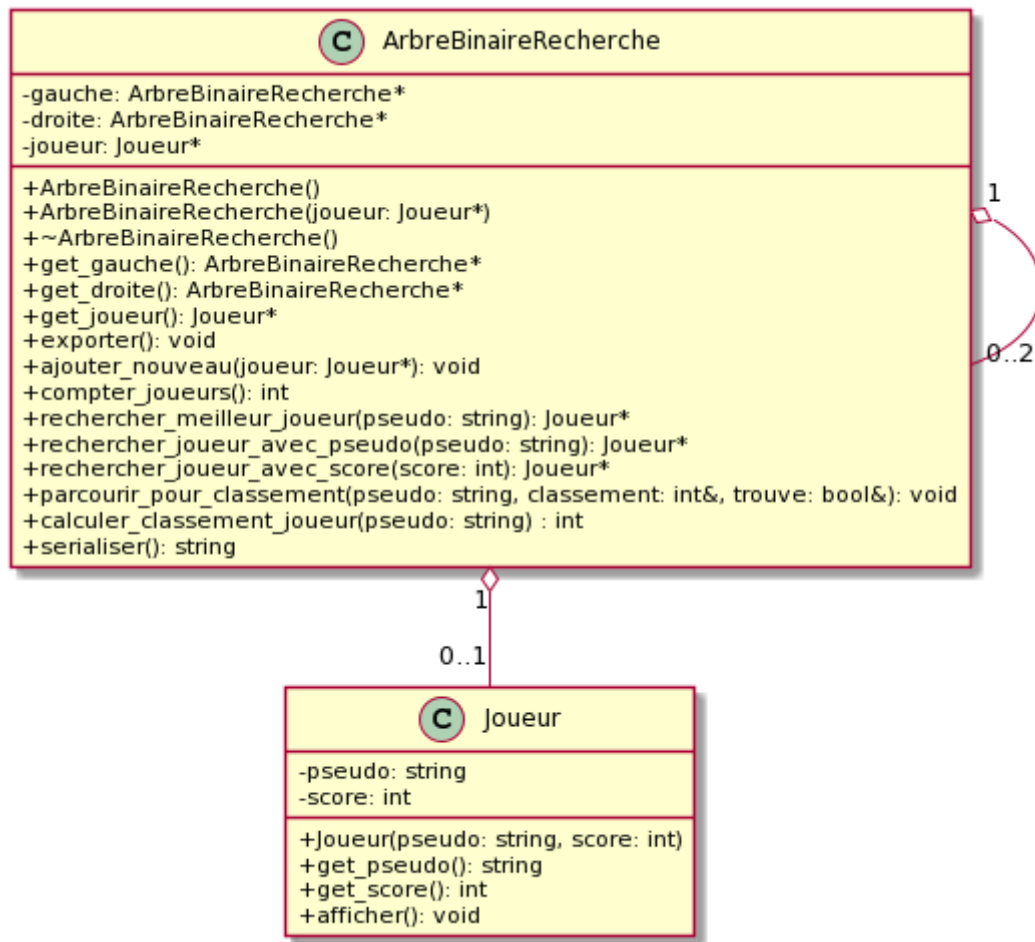 C ArbreBinaireRecherche
-gauche: ArbreBinaireRecherche*
-droite: ArbreBinaireRecherche*
-joueur: Joueur*
+ArbreBinaireRecherche()
+ArbreBinaireRecherche(joueur: Joueur*)
+~ArbreBinaireRecherche()
+get_gauche(): ArbreBinaireRecherche*
+get_droite(): ArbreBinaireRecherche*
+get_joueur(): Joueur*
+exporter(): void
+ajouter_nouveau(joueur: Joueur*): void
+compter_joueurs(): int
+rechercher_meilleur_joueur(pseudo: string): Joueur*
+rechercher_joueur_avec_pseudo(pseudo: string): Joueur*
+rechercher_joueur_avec_score(score: int): Joueur*
+parcourir_pour_classement(pseudo: string, classement: int&, trouve: bool&): void
+calculer_classement_joueur(pseudo: string) : int
+serialiser(): string
1
0..2
1
0..1
C Joueur
-pseudo: string
-score: int
+Joueur(pseudo: string, score: int)
+get_pseudo(): string
+get_score(): int
+afficher(): void